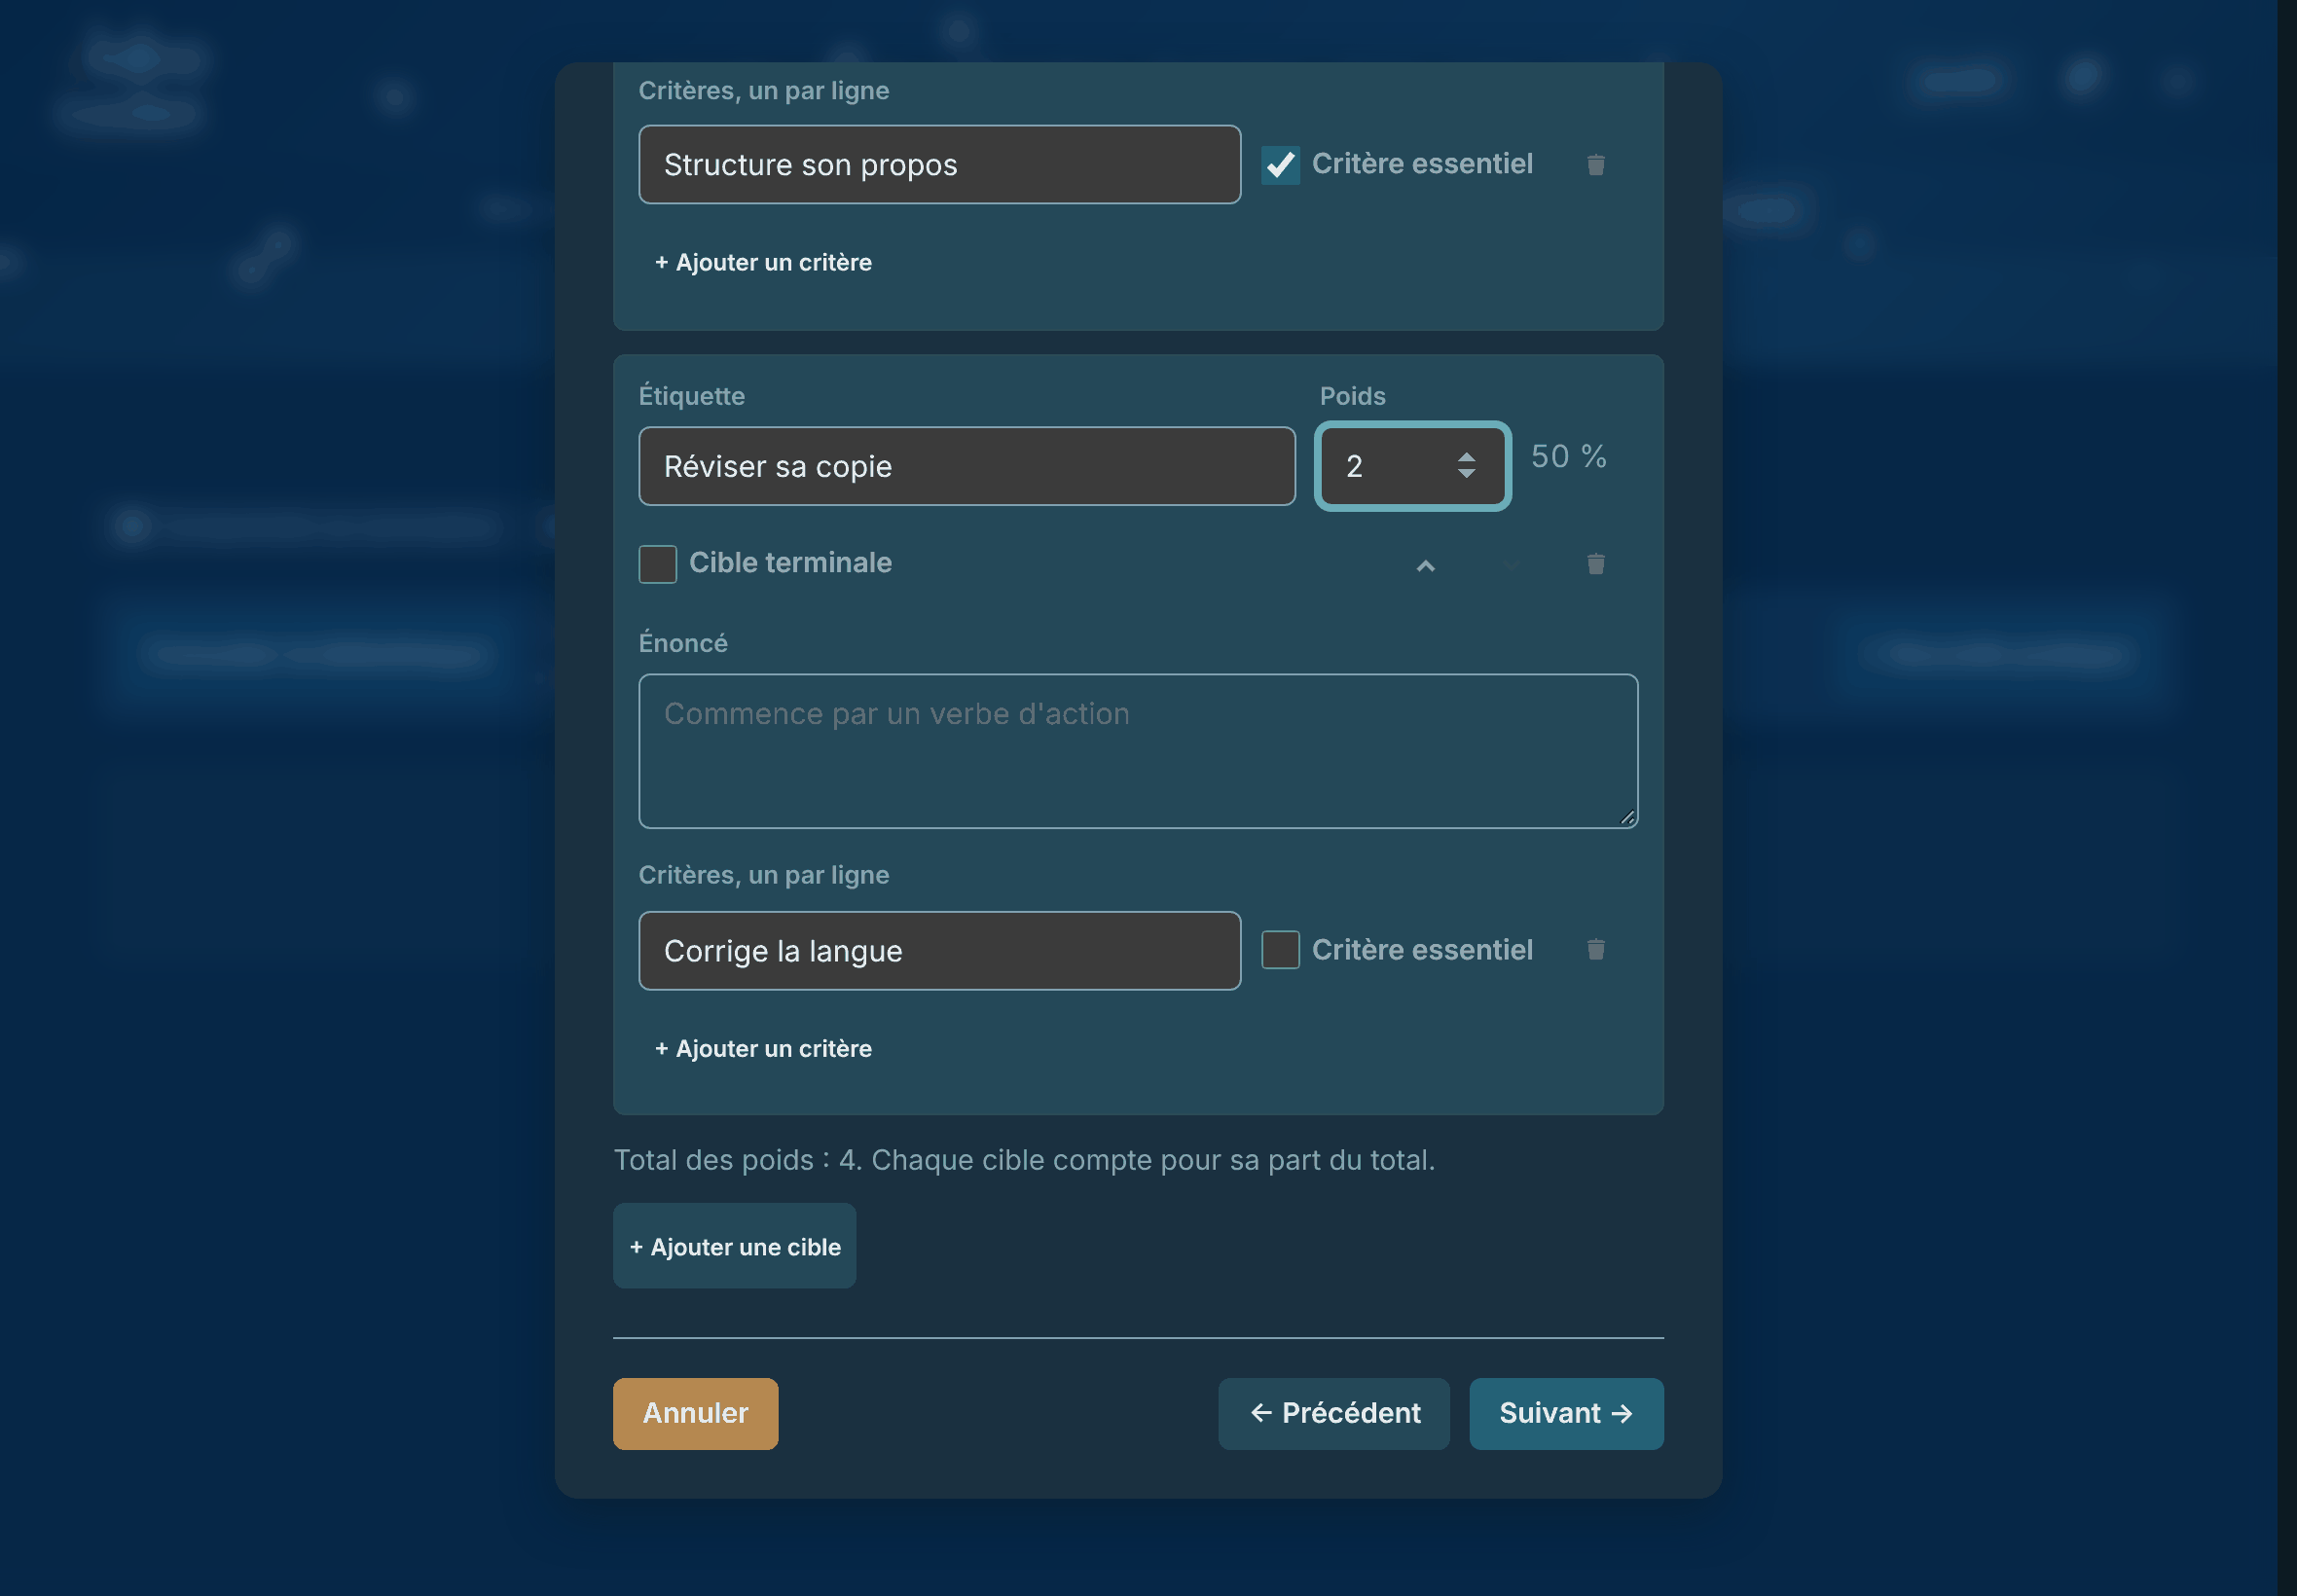 Critères, un par ligne
Structure son propos
Critère essentiel
+ Ajouter un critère
Étiquette
Poids
Réviser sa copie
2
50 %
Cible terminale
Énoncé
Commence par un verbe d'action
Critères, un par ligne
Corrige la langue
Critère essentiel
+ Ajouter un critère
Total des poids : 4. Chaque cible compte pour sa part du total.
+ Ajouter une cible
Annuler
← Précédent
Suivant →